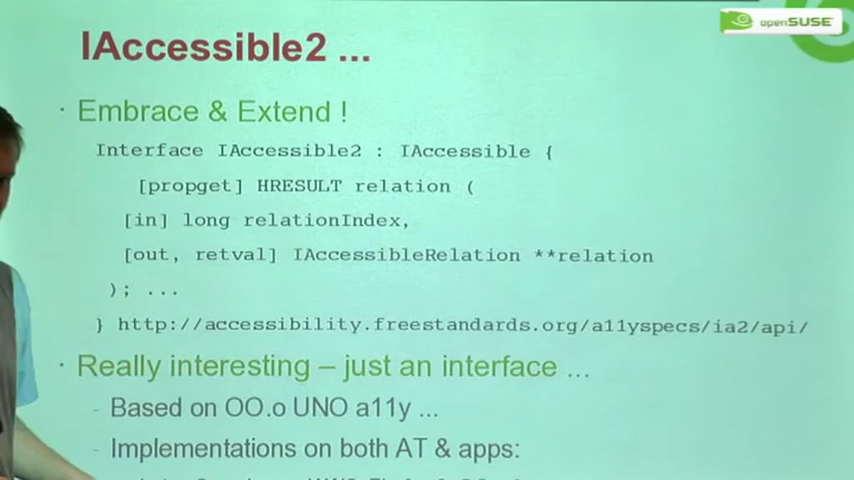 openSUSE
IAccessible2 ...
· Embrace & Extend !
Interface IAccessible2 : IAccessible {
[propget] HRESULT relation (
[in] long relationIndex,
[out, retval] IAccessibleRelation **relation
); ...
} http://accessibility.freestandards.org/a11yspecs/ia2/api/
· Really interesting – just an interface ...
- Based on OO.o UNO a11y ...
- Implementations on both AT & apps: